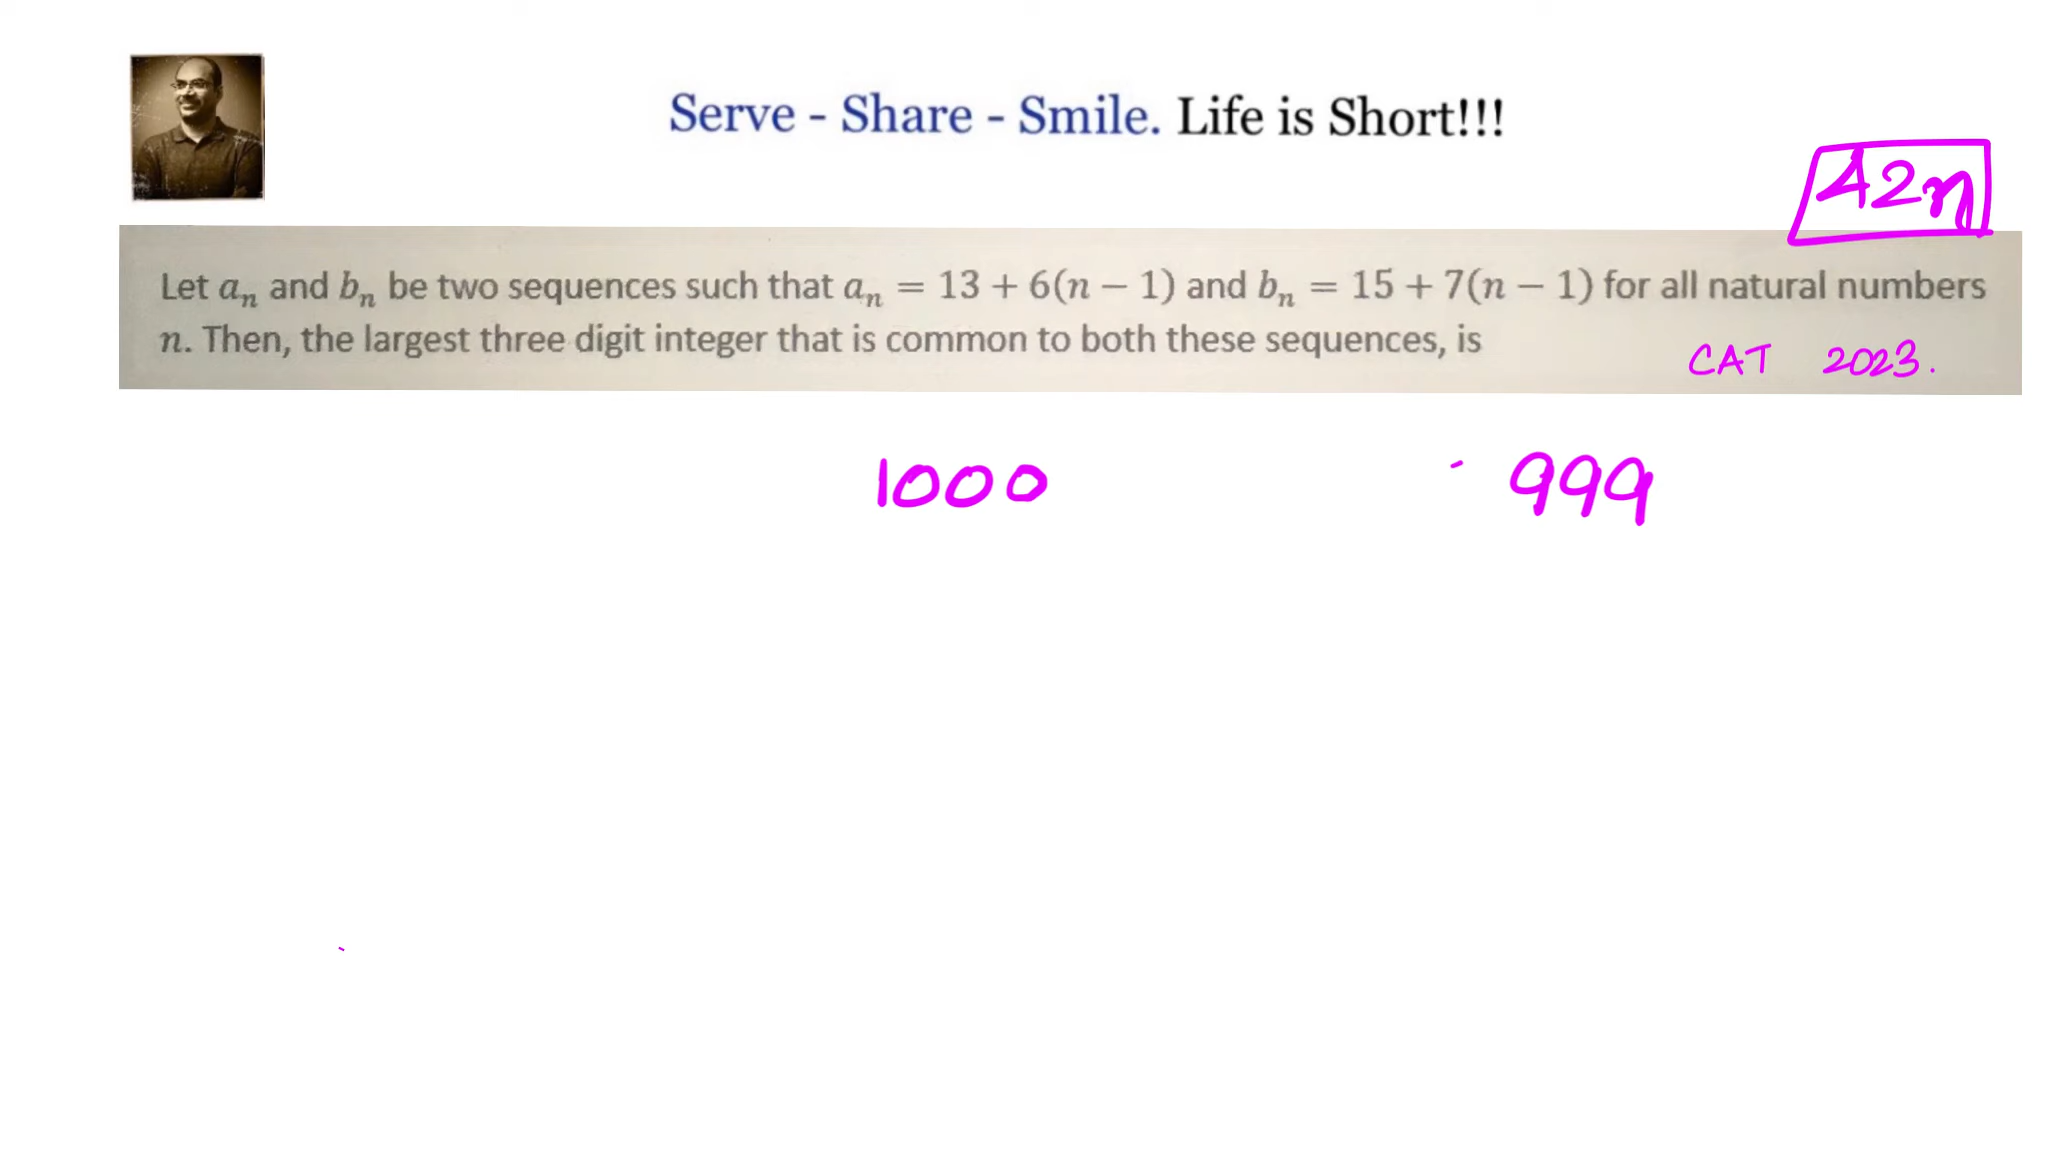 Serve - Share - Smile. Life is Short!!!
42n
Let aₙ and bₙ be two sequences such that aₙ = 13 + 6(n − 1) and bₙ = 15 + 7(n − 1) for all natural numbers
n. Then, the largest three digit integer that is common to both these sequences, is
CAT 2023.
1000 999